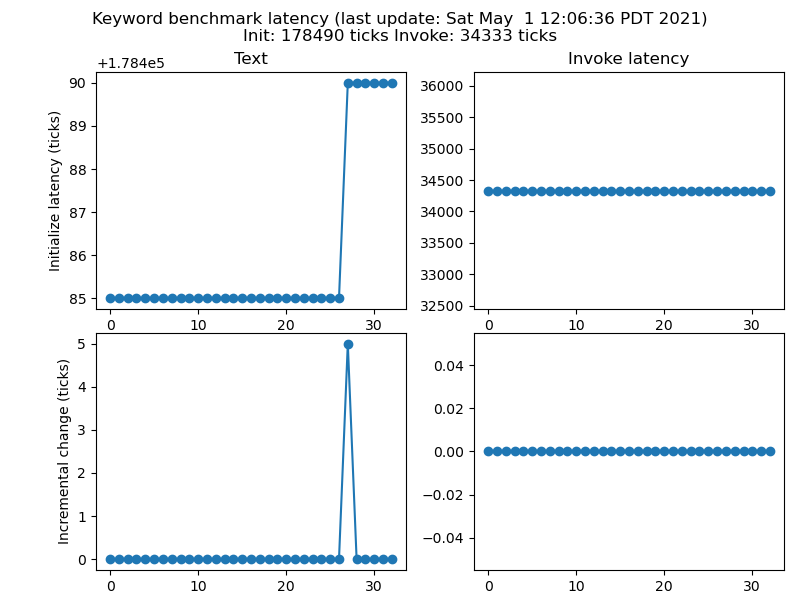 Keyword benchmark latency (last update: Sat May  1 12:06:36 PDT 2021)
Init: 178490 ticks Invoke: 34333 ticks
Text
Invoke latency
+1.784e5
Initialize latency (ticks)
90
89
88
87
86
85
0 10 20 30
36000
35500
35000
34500
34000
33500
33000
32500
0 10 20 30
Incremental change (ticks)
5
4
3
2
1
0
0 10 20 30
0.04
0.02
0.00
−0.02
−0.04
0 10 20 30